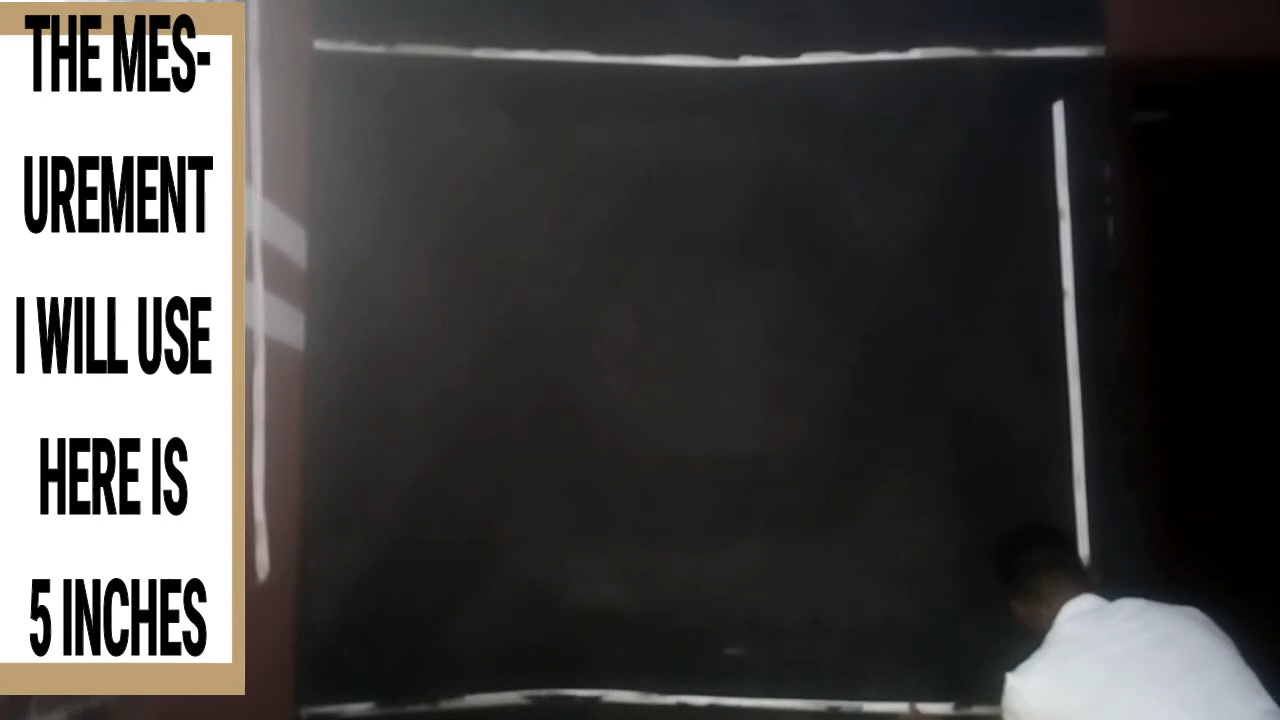 THE MES-
UREMENT
I WILL USE
HERE IS
5 INCHES